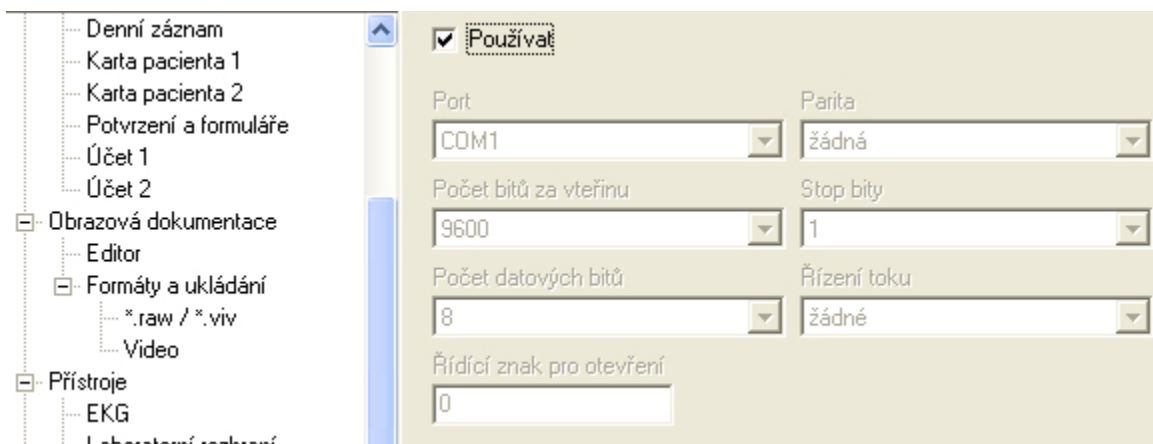 Denní záznam
Karta pacienta 1
Karta pacienta 2
Potvrzení a formuláře
Účet 1
Účet 2
Obrazová dokumentace
Editor
Formáty a ukládání
*.raw / *.viv
Video
Přístroje
EKG
Používat
Port
Parita
COM1
žádná
Počet bitů za vteřinu
Stop bity
9600
1
Počet datových bitů
Řízení toku
8
žádné
Řídící znak pro otevření
0